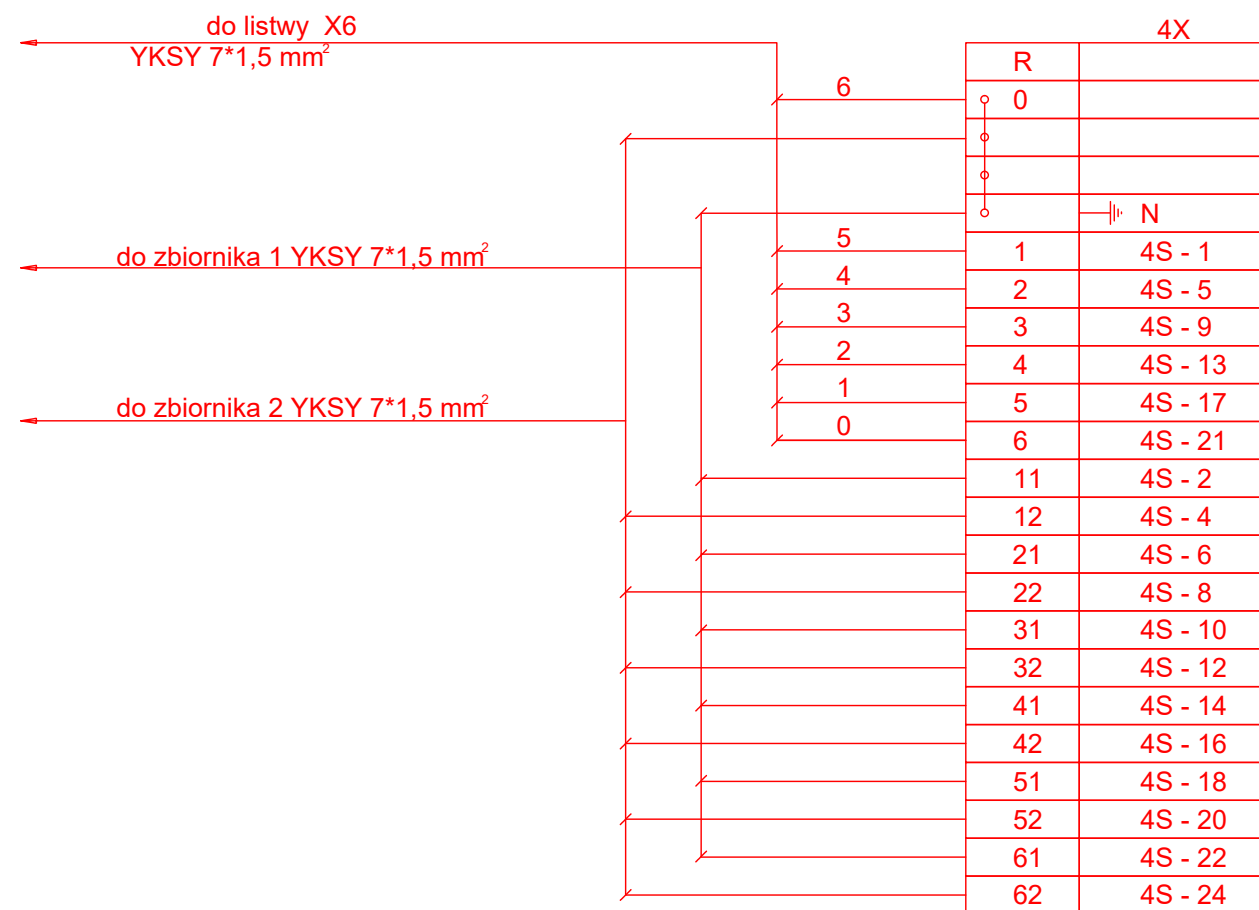 do listwy X6
YKSY 7*1,5 mm²
4X
R
6
0
N
do zbiornika 1 YKSY 7*1,5 mm²
5
1 4S - 1
4
2 4S - 5
3
3 4S - 9
2
4 4S - 13
do zbiornika 2 YKSY 7*1,5 mm²
1
5 4S - 17
0
6 4S - 21
11 4S - 2
12 4S - 4
21 4S - 6
22 4S - 8
31 4S - 10
32 4S - 12
41 4S - 14
42 4S - 16
51 4S - 18
52 4S - 20
61 4S - 22
62 4S - 24